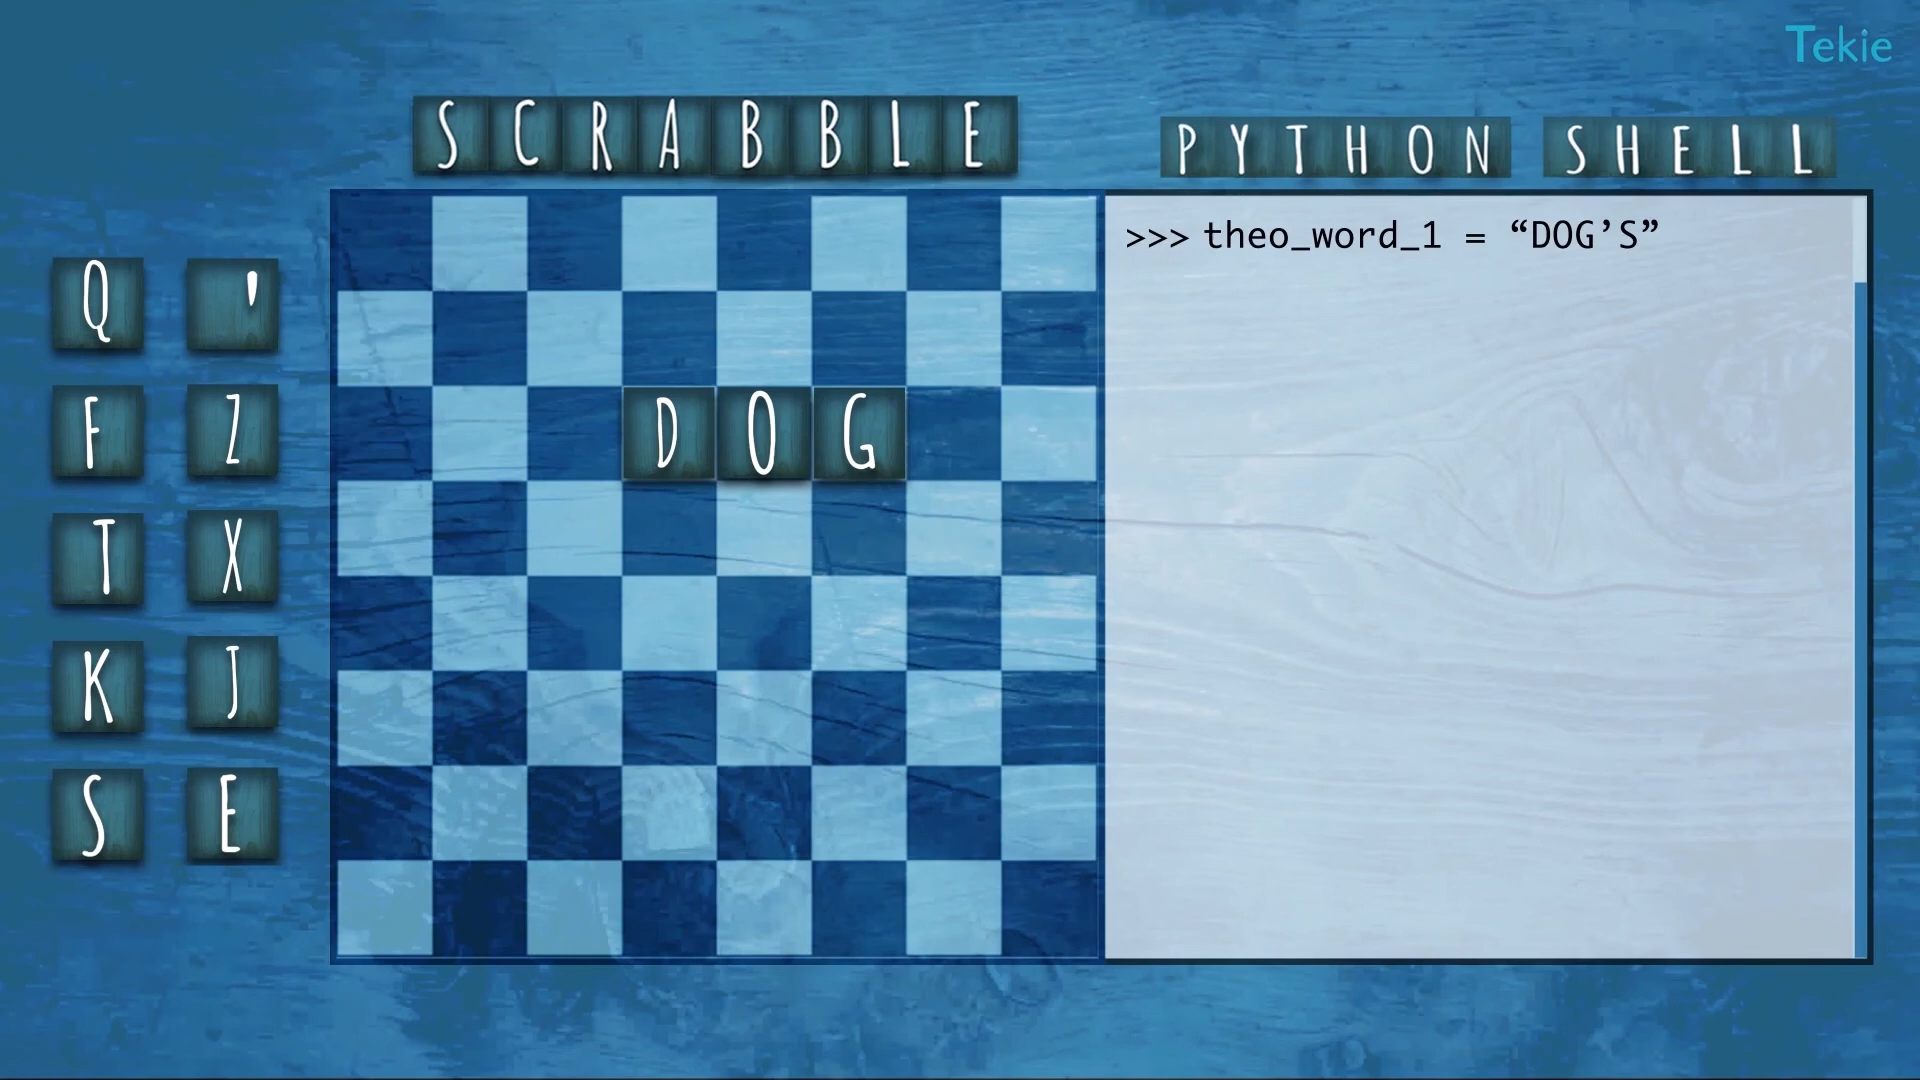 Tekie
SCRABBLE
PYTHON SHELL
>>> theo_word_1 = “DOG’S”
Q '
F Z
DOG
T X
K J
S E